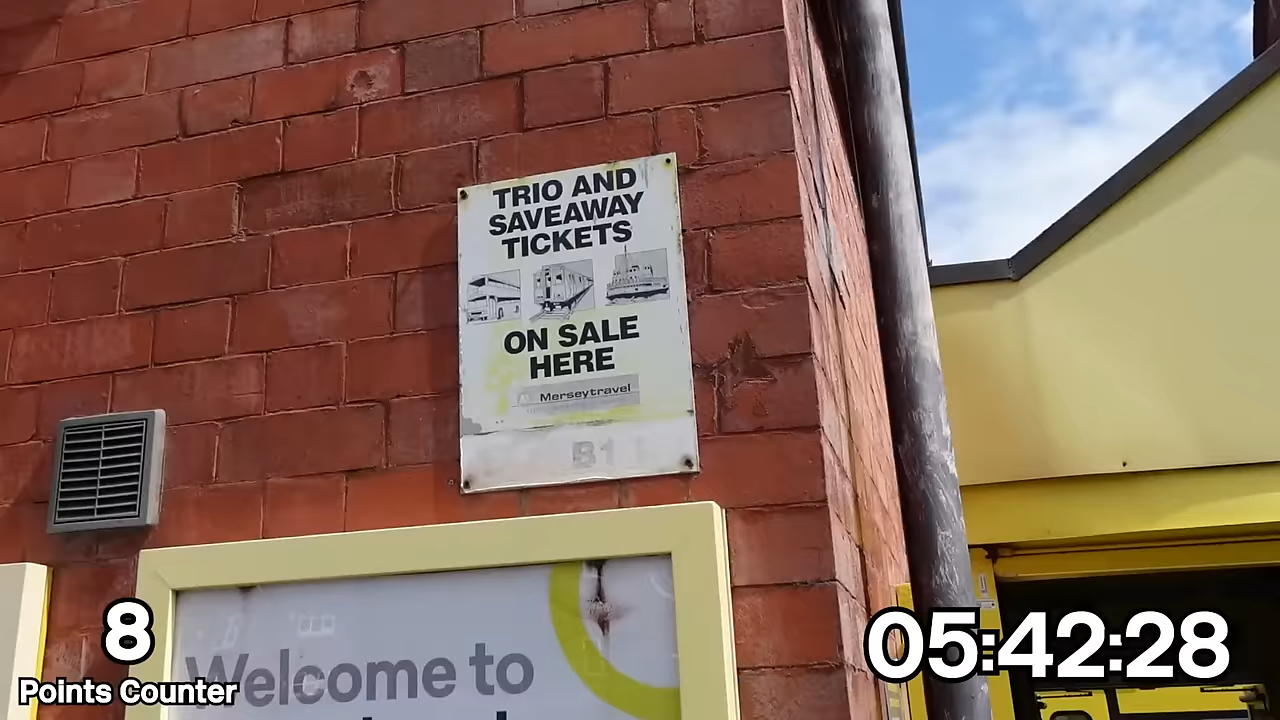 TRIO AND
SAVEAWAY
TICKETS
ON SALE
HERE
Merseytravel
B1
Welcome to
8
Points Counter
05:42:28